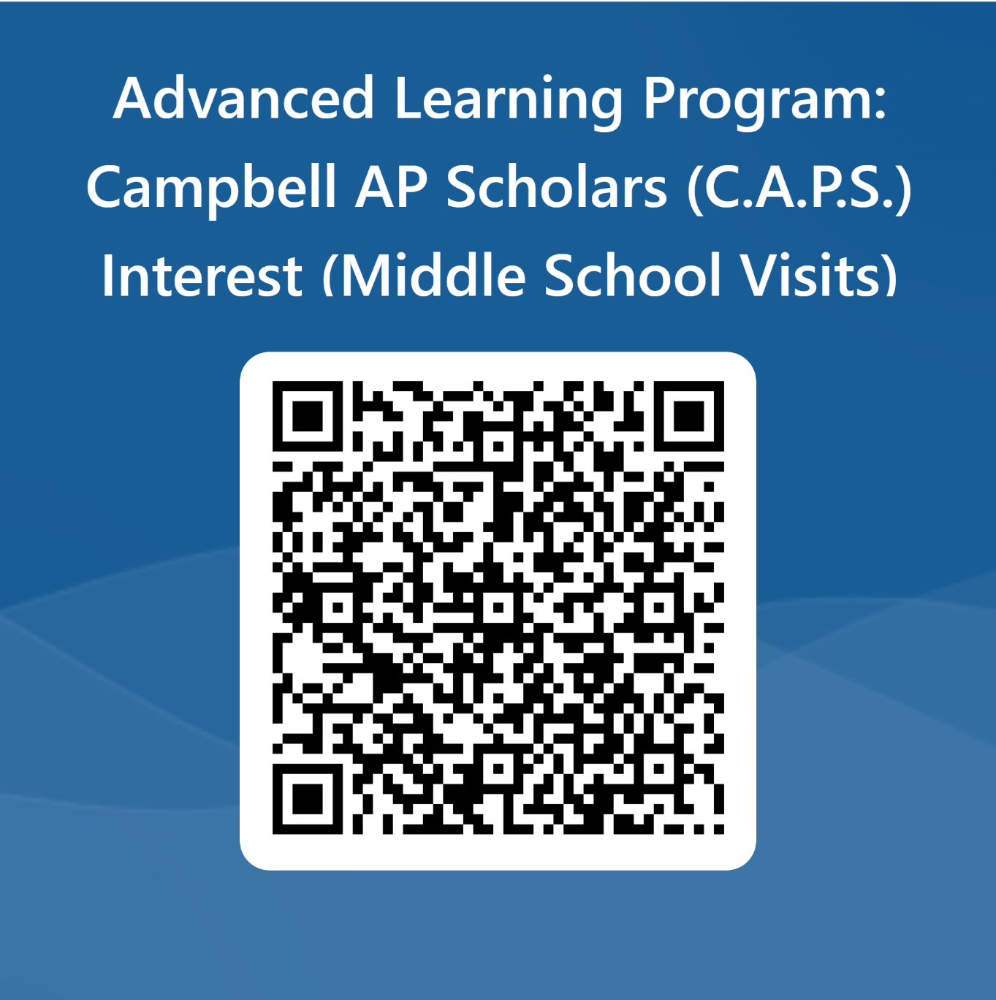 Advanced Learning Program:
Campbell AP Scholars (C.A.P.S.)
Interest (Middle School Visits)